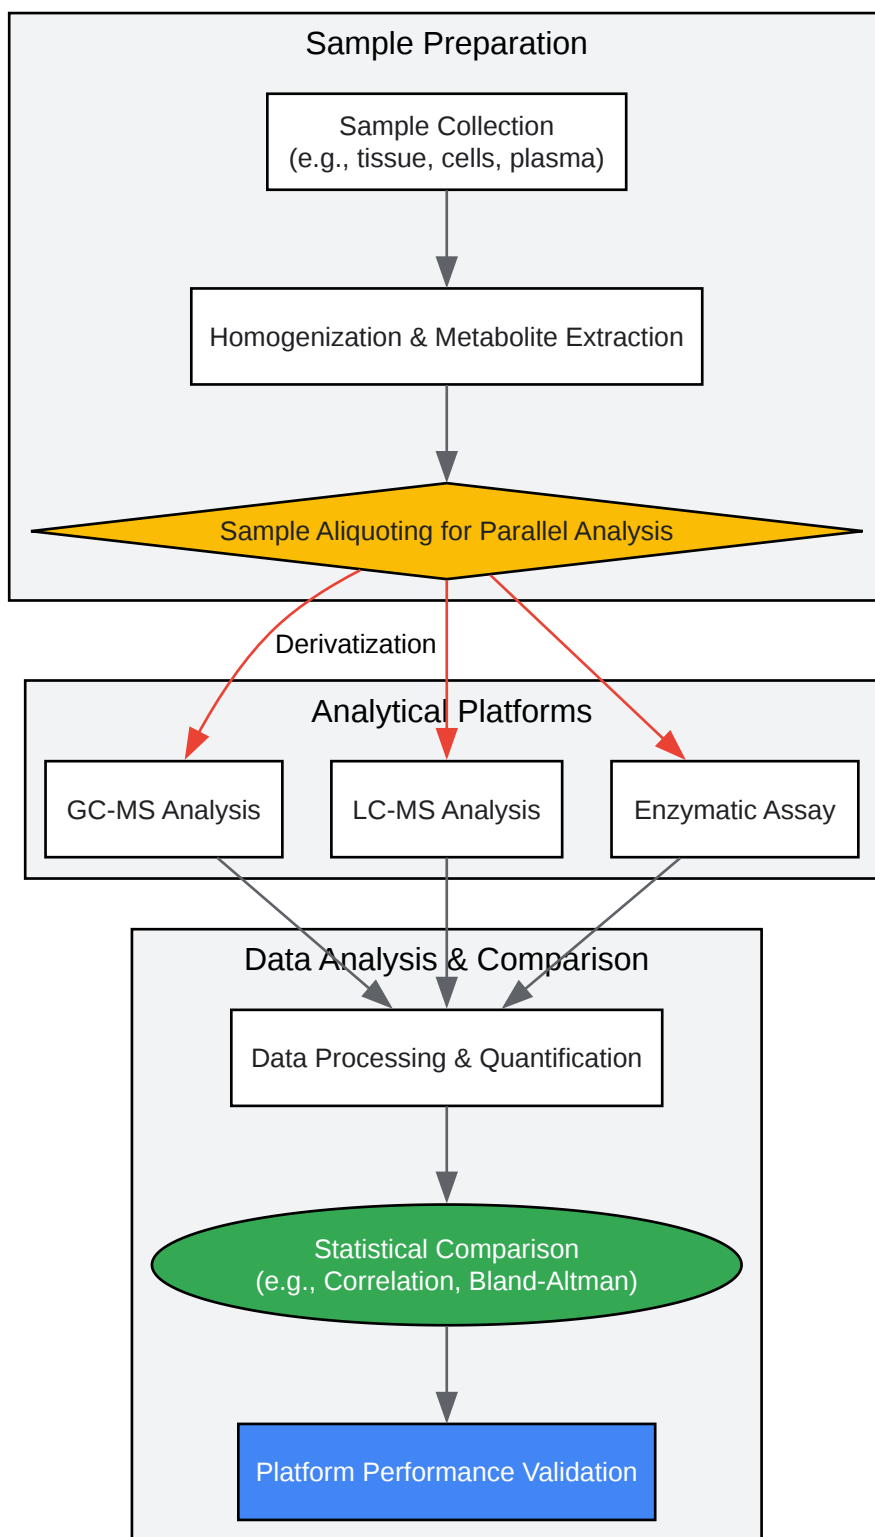 Sample Preparation
Sample Collection
(e.g., tissue, cells, plasma)
Homogenization & Metabolite Extraction
Sample Aliquoting for Parallel Analysis
Derivatization
Analytical Platforms
GC-MS Analysis
LC-MS Analysis
Enzymatic Assay
Data Analysis & Comparison
Data Processing & Quantification
Statistical Comparison
(e.g., Correlation, Bland-Altman)
Platform Performance Validation